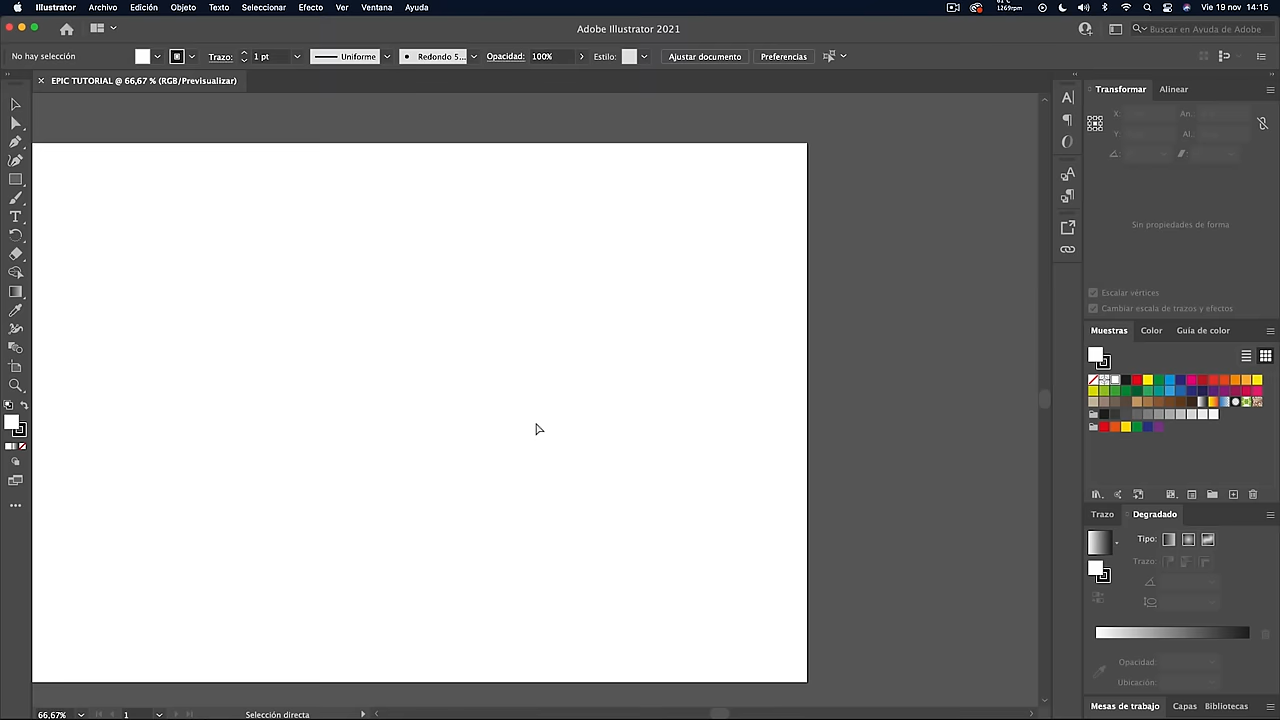 Illustrator Archivo Edición Objeto Texto Seleccionar Efecto Ver Ventana Ayuda 1269rpm Vie 19 nov 14:15
Adobe Illustrator 2021 Buscar en Ayuda de Adobe
No hay selección Trazo: 1 pt Uniforme Redondo 5... Opacidad: 100% Estilo: Ajustar documento Preferencias
EPIC TUTORIAL @ 66,67 % (RGB/Previsualizar)
Transformar Alinear
X: An.:
Y: Al.:
Sin propiedades de forma
Escalar vértices
Cambiar escala de trazos y efectos
Muestras Color Guía de color
Trazo Degradado
Tipo:
Trazo:
Opacidad:
Ubicación:
Mesas de trabajo Capas Bibliotecas
66,67% 1 Selección directa